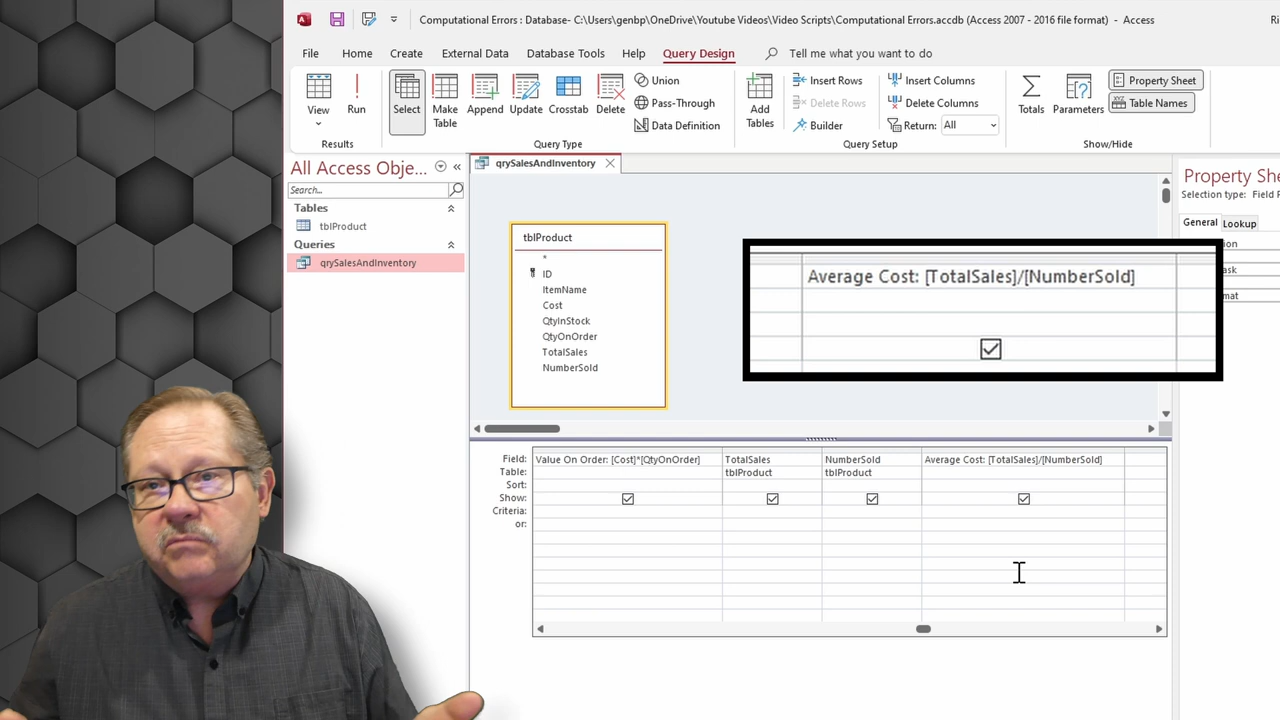 Computational Errors : Database- C:\Users\genbp\OneDrive\Youtube Videos\Video Scripts\Computational Errors.accdb (Access 2007 - 2016 file format) - Access
Ri
File Home Create External Data Database Tools Help Query Design Tell me what you want to do
View
Run
Results
Select
Make Table
Append
Update
Crosstab
Delete
Union
Pass-Through
Data Definition
Query Type
Add Tables
Insert Rows
Delete Rows
Builder
Insert Columns
Delete Columns
Return: All
Query Setup
Totals
Parameters
Property Sheet
Table Names
Show/Hide
All Access Obje... «
Search...
Tables
tblProduct
Queries
qrySalesAndInventory
qrySalesAndInventory
tblProduct
*
ID
ItemName
Cost
QtyInStock
QtyOnOrder
TotalSales
NumberSold
Average Cost: [TotalSales]/[NumberSold]
Property She
Selection type: Field P
General Lookup
ion
ask
mat
Field: Value On Order: [Cost]*[QtyOnOrder] TotalSales NumberSold Average Cost: [TotalSales]/[NumberSold]
Table: tblProduct tblProduct
Sort:
Show:
Criteria:
or: